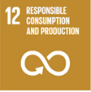 12 RESPONSIBLE
CONSUMPTION
AND PRODUCTION